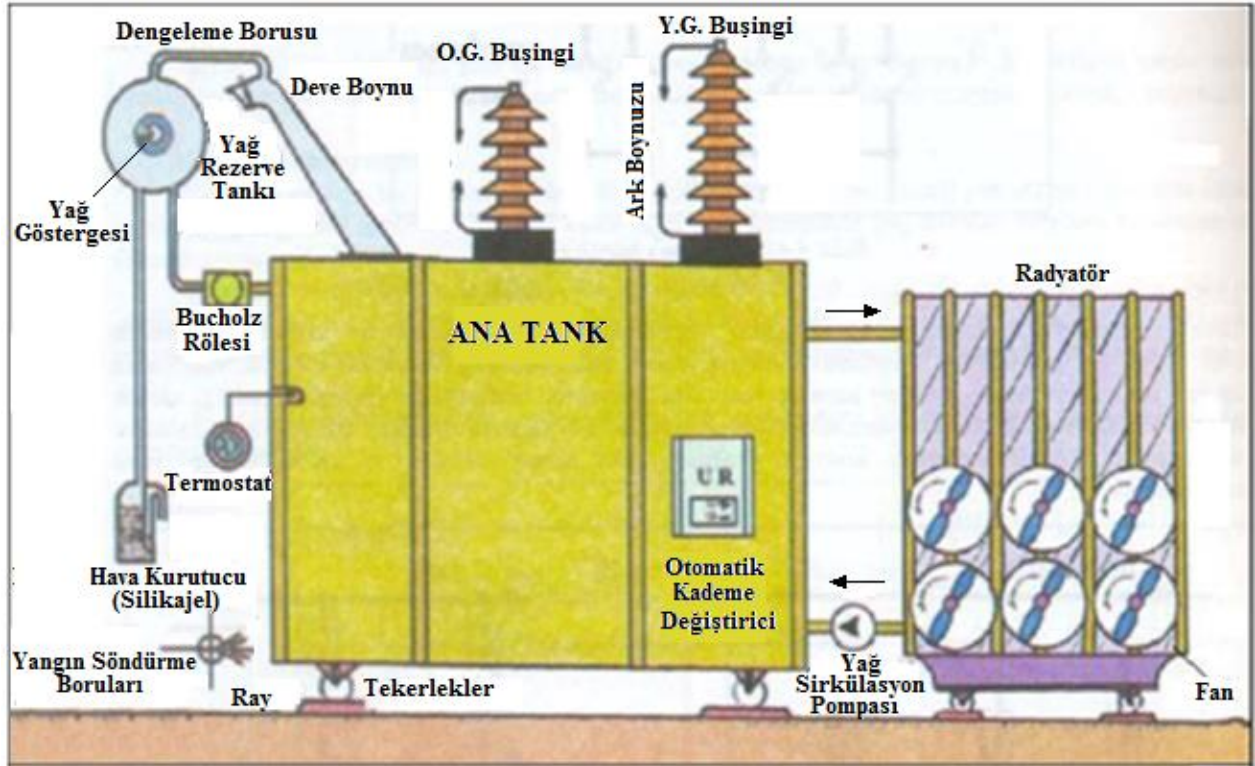 Dengeleme Borusu
O.G. Buşingi
Y.G. Buşingi
Deve Boynu
Yağ
Rezerve
Tankı
Yağ
Göstergesi
Ark Boynuzu
Bucholz
Rölesi
ANA TANK
Radyatör
Termostat
U R
Hava Kurutucu
(Silikajel)
Otomatik
Kademe
Değiştirici
Yangın Söndürme
Boruları
Ray
Tekerlekler
Yağ
Sirkülasyon
Pompası
Fan